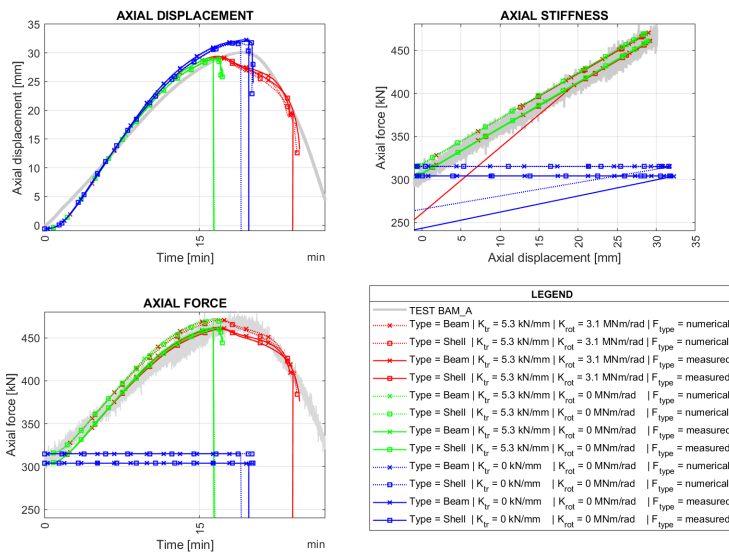 AXIAL DISPLACEMENT
35
30
25
20
15
10
5
0
Axial displacement [mm]
0
15
Time [min]
min
AXIAL STIFFNESS
450
400
350
300
250
Axial force [kN]
0
5
10
15
20
25
30
35
Axial displacement [mm]
AXIAL FORCE
450
400
350
300
250
Axial force [kN]
0
15
Time [min]
min
LEGEND
TEST BAM_A
Type = Beam | Ktr = 5.3 kN/mm | Krot = 3.1 MNm/rad | Ftype = numerical
Type = Shell | Ktr = 5.3 kN/mm | Krot = 3.1 MNm/rad | Ftype = numerical
Type = Beam | Ktr = 5.3 kN/mm | Krot = 3.1 MNm/rad | Ftype = measured
Type = Shell | Ktr = 5.3 kN/mm | Krot = 3.1 MNm/rad | Ftype = measured
Type = Beam | Ktr = 5.3 kN/mm | Krot = 0 MNm/rad | Ftype = numerical
Type = Shell | Ktr = 5.3 kN/mm | Krot = 0 MNm/rad | Ftype = numerical
Type = Beam | Ktr = 5.3 kN/mm | Krot = 0 MNm/rad | Ftype = measured
Type = Shell | Ktr = 5.3 kN/mm | Krot = 0 MNm/rad | Ftype = measured
Type = Beam | Ktr = 0 kN/mm | Krot = 0 MNm/rad | Ftype = numerical
Type = Shell | Ktr = 0 kN/mm | Krot = 0 MNm/rad | Ftype = numerical
Type = Beam | Ktr = 0 kN/mm | Krot = 0 MNm/rad | Ftype = measured
Type = Shell | Ktr = 0 kN/mm | Krot = 0 MNm/rad | Ftype = measured